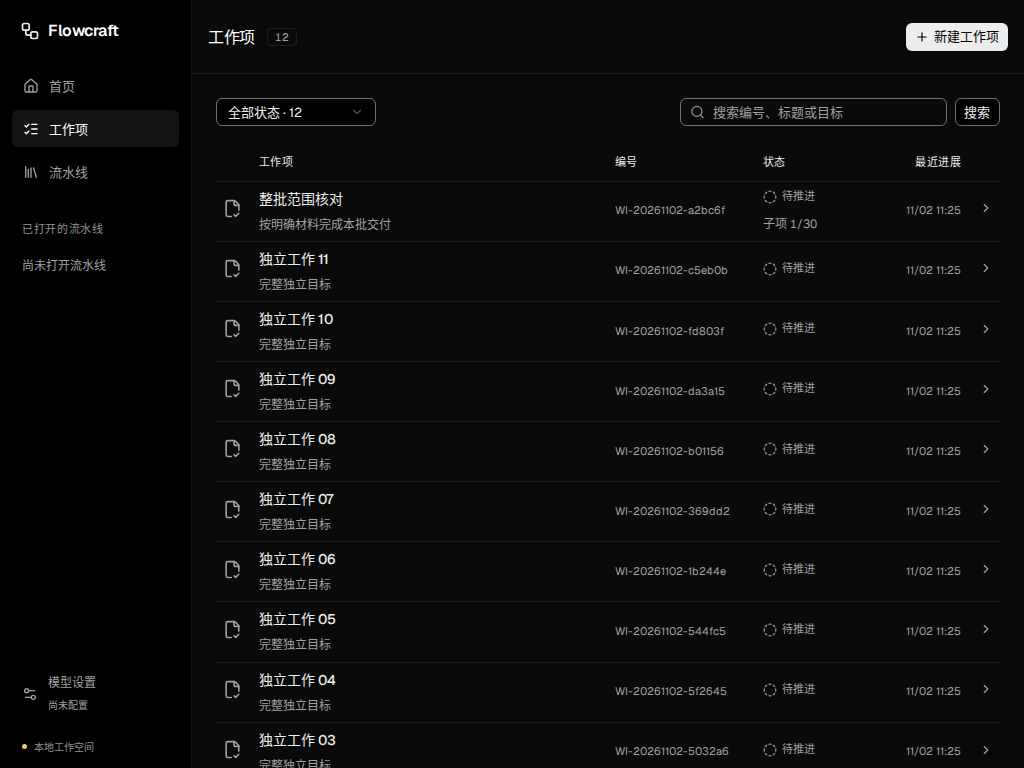 Flowcraft
首页
工作项
流水线
已打开的流水线
尚未打开流水线
模型设置
尚未配置
本地工作空间
工作项 12
新建工作项
全部状态 · 12
搜索编号、标题或目标
搜索
工作项 编号 状态 最近进展
整批范围核对
按明确材料完成本批交付
WI-20261102-a2bc6f
待推进
子项 1/30
11/02 11:25
独立工作 11
完整独立目标
WI-20261102-c5eb0b
待推进
11/02 11:25
独立工作 10
完整独立目标
WI-20261102-fd803f
待推进
11/02 11:25
独立工作 09
完整独立目标
WI-20261102-da3a15
待推进
11/02 11:25
独立工作 08
完整独立目标
WI-20261102-b01156
待推进
11/02 11:25
独立工作 07
完整独立目标
WI-20261102-369dd2
待推进
11/02 11:25
独立工作 06
完整独立目标
WI-20261102-1b244e
待推进
11/02 11:25
独立工作 05
完整独立目标
WI-20261102-544fc5
待推进
11/02 11:25
独立工作 04
完整独立目标
WI-20261102-5f2645
待推进
11/02 11:25
独立工作 03
完整独立目标
WI-20261102-5032a6
待推进
11/02 11:25